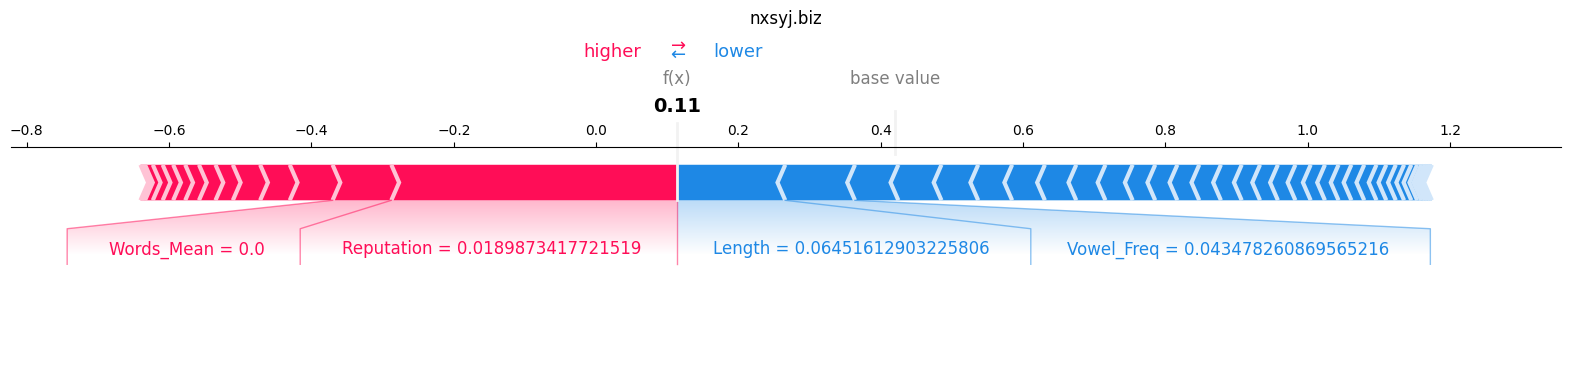 nxsyj.biz
higher → ← lower
f(x) base value
0.11
−0.8 −0.6 −0.4 −0.2 0.0 0.2 0.4 0.6 0.8 1.0 1.2
Words_Mean = 0.0 Reputation = 0.0189873417721519 Length = 0.06451612903225806 Vowel_Freq = 0.043478260869565216